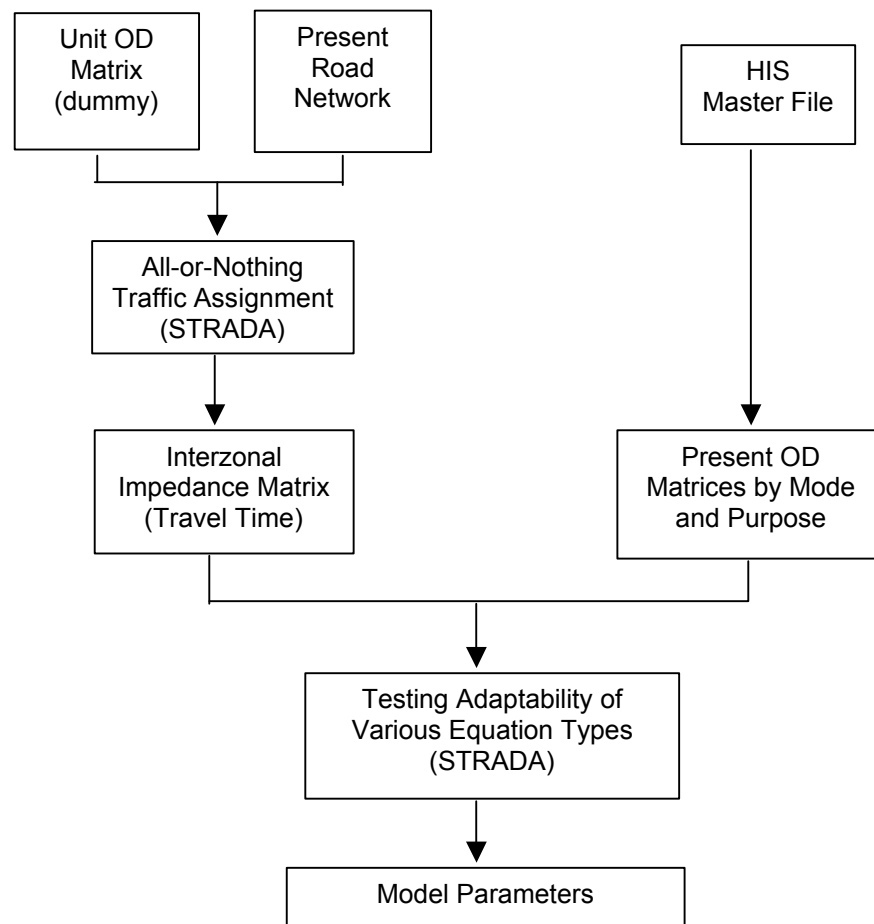 Unit OD
Matrix
(dummy)
Present
Road
Network
HIS
Master File
All-or-Nothing
Traffic Assignment
(STRADA)
Interzonal
Impedance Matrix
(Travel Time)
Present OD
Matrices by Mode
and Purpose
Testing Adaptability of
Various Equation Types
(STRADA)
Model Parameters